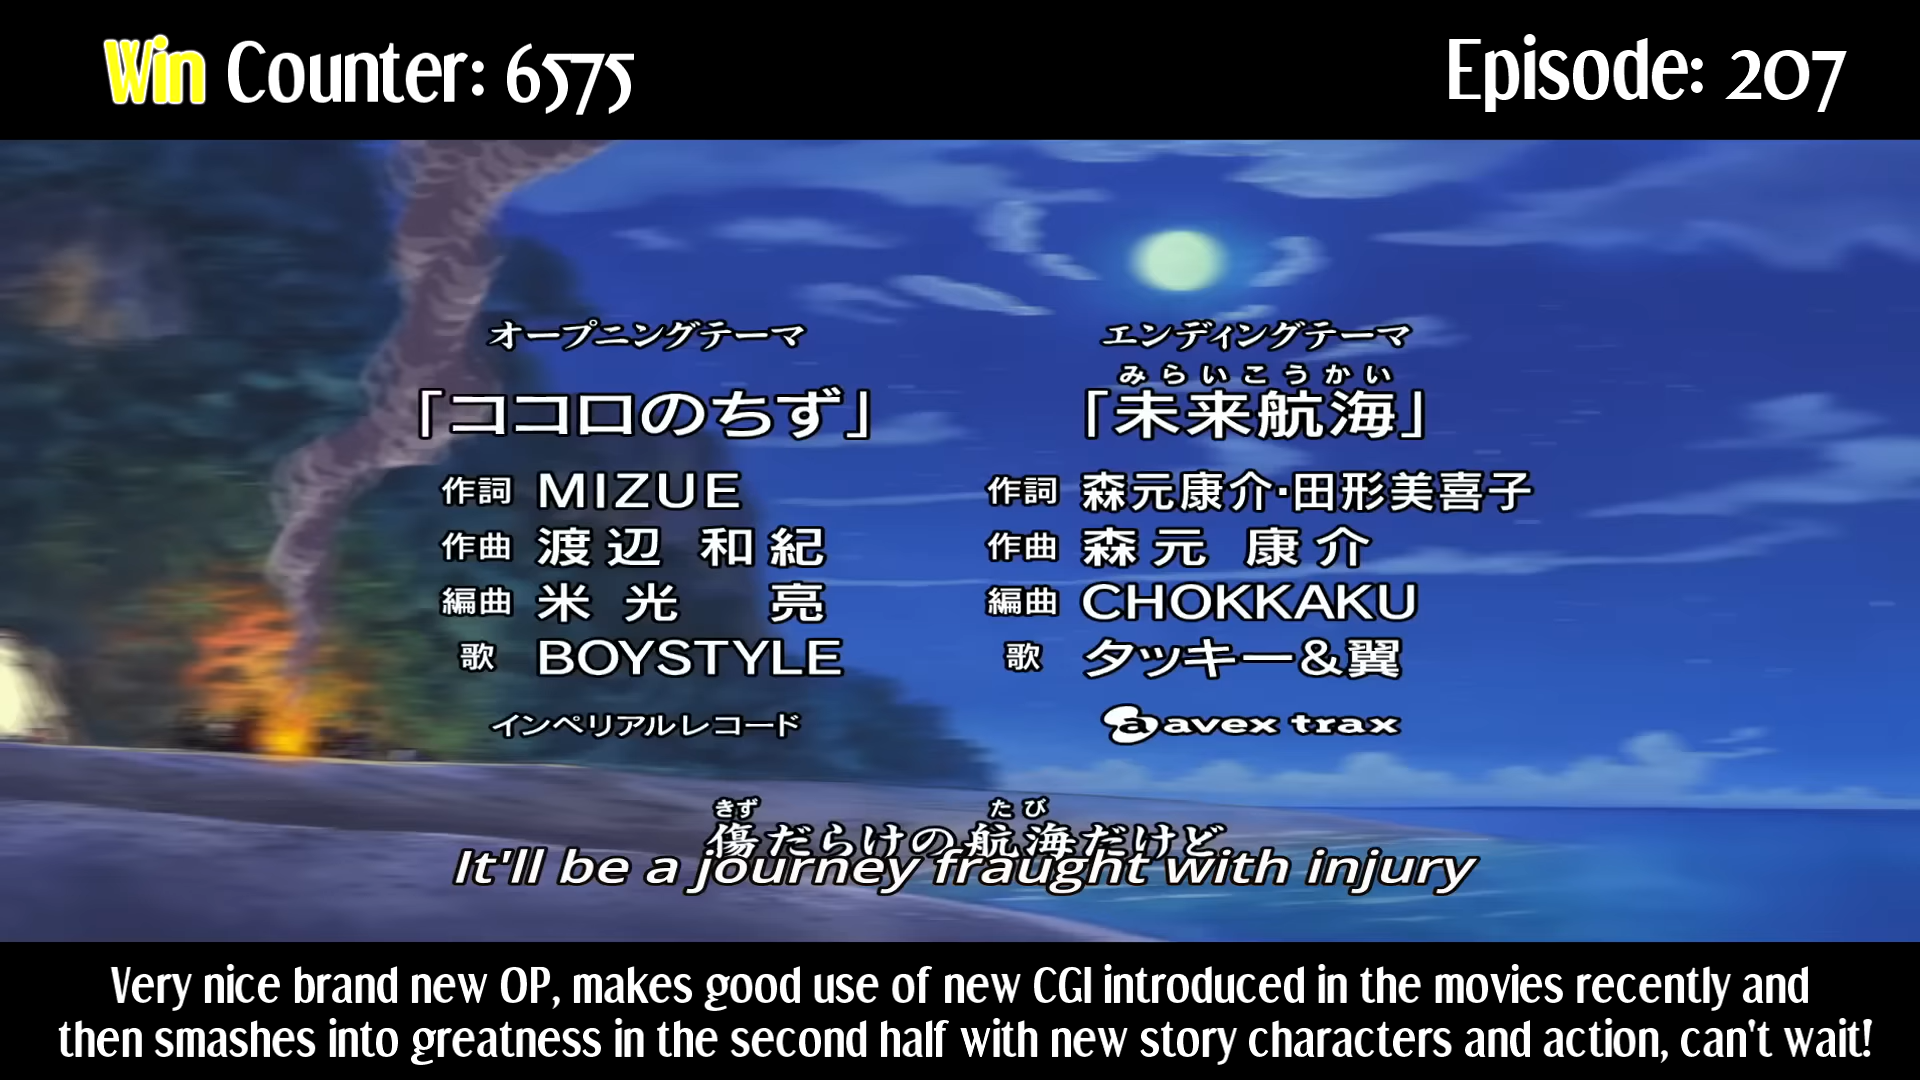 Win Counter: 6575
Episode: 207
オープニングテーマ
「ココロのちず」
作詞 MIZUE
作曲 渡辺 和紀
編曲 米光 亮
歌 BOYSTYLE
インペリアルレコード
エンディングテーマ
みらいこうかい
「未来航海」
作詞 森元康介・田形美喜子
作曲 森元 康介
編曲 CHOKKAKU
歌 タッキー&翼
a avex trax
きず たび
傷だらけの航海だけど
It'll be a journey fraught with injury
Very nice brand new OP, makes good use of new CGI introduced in the movies recently and
then smashes into greatness in the second half with new story characters and action, can't wait!